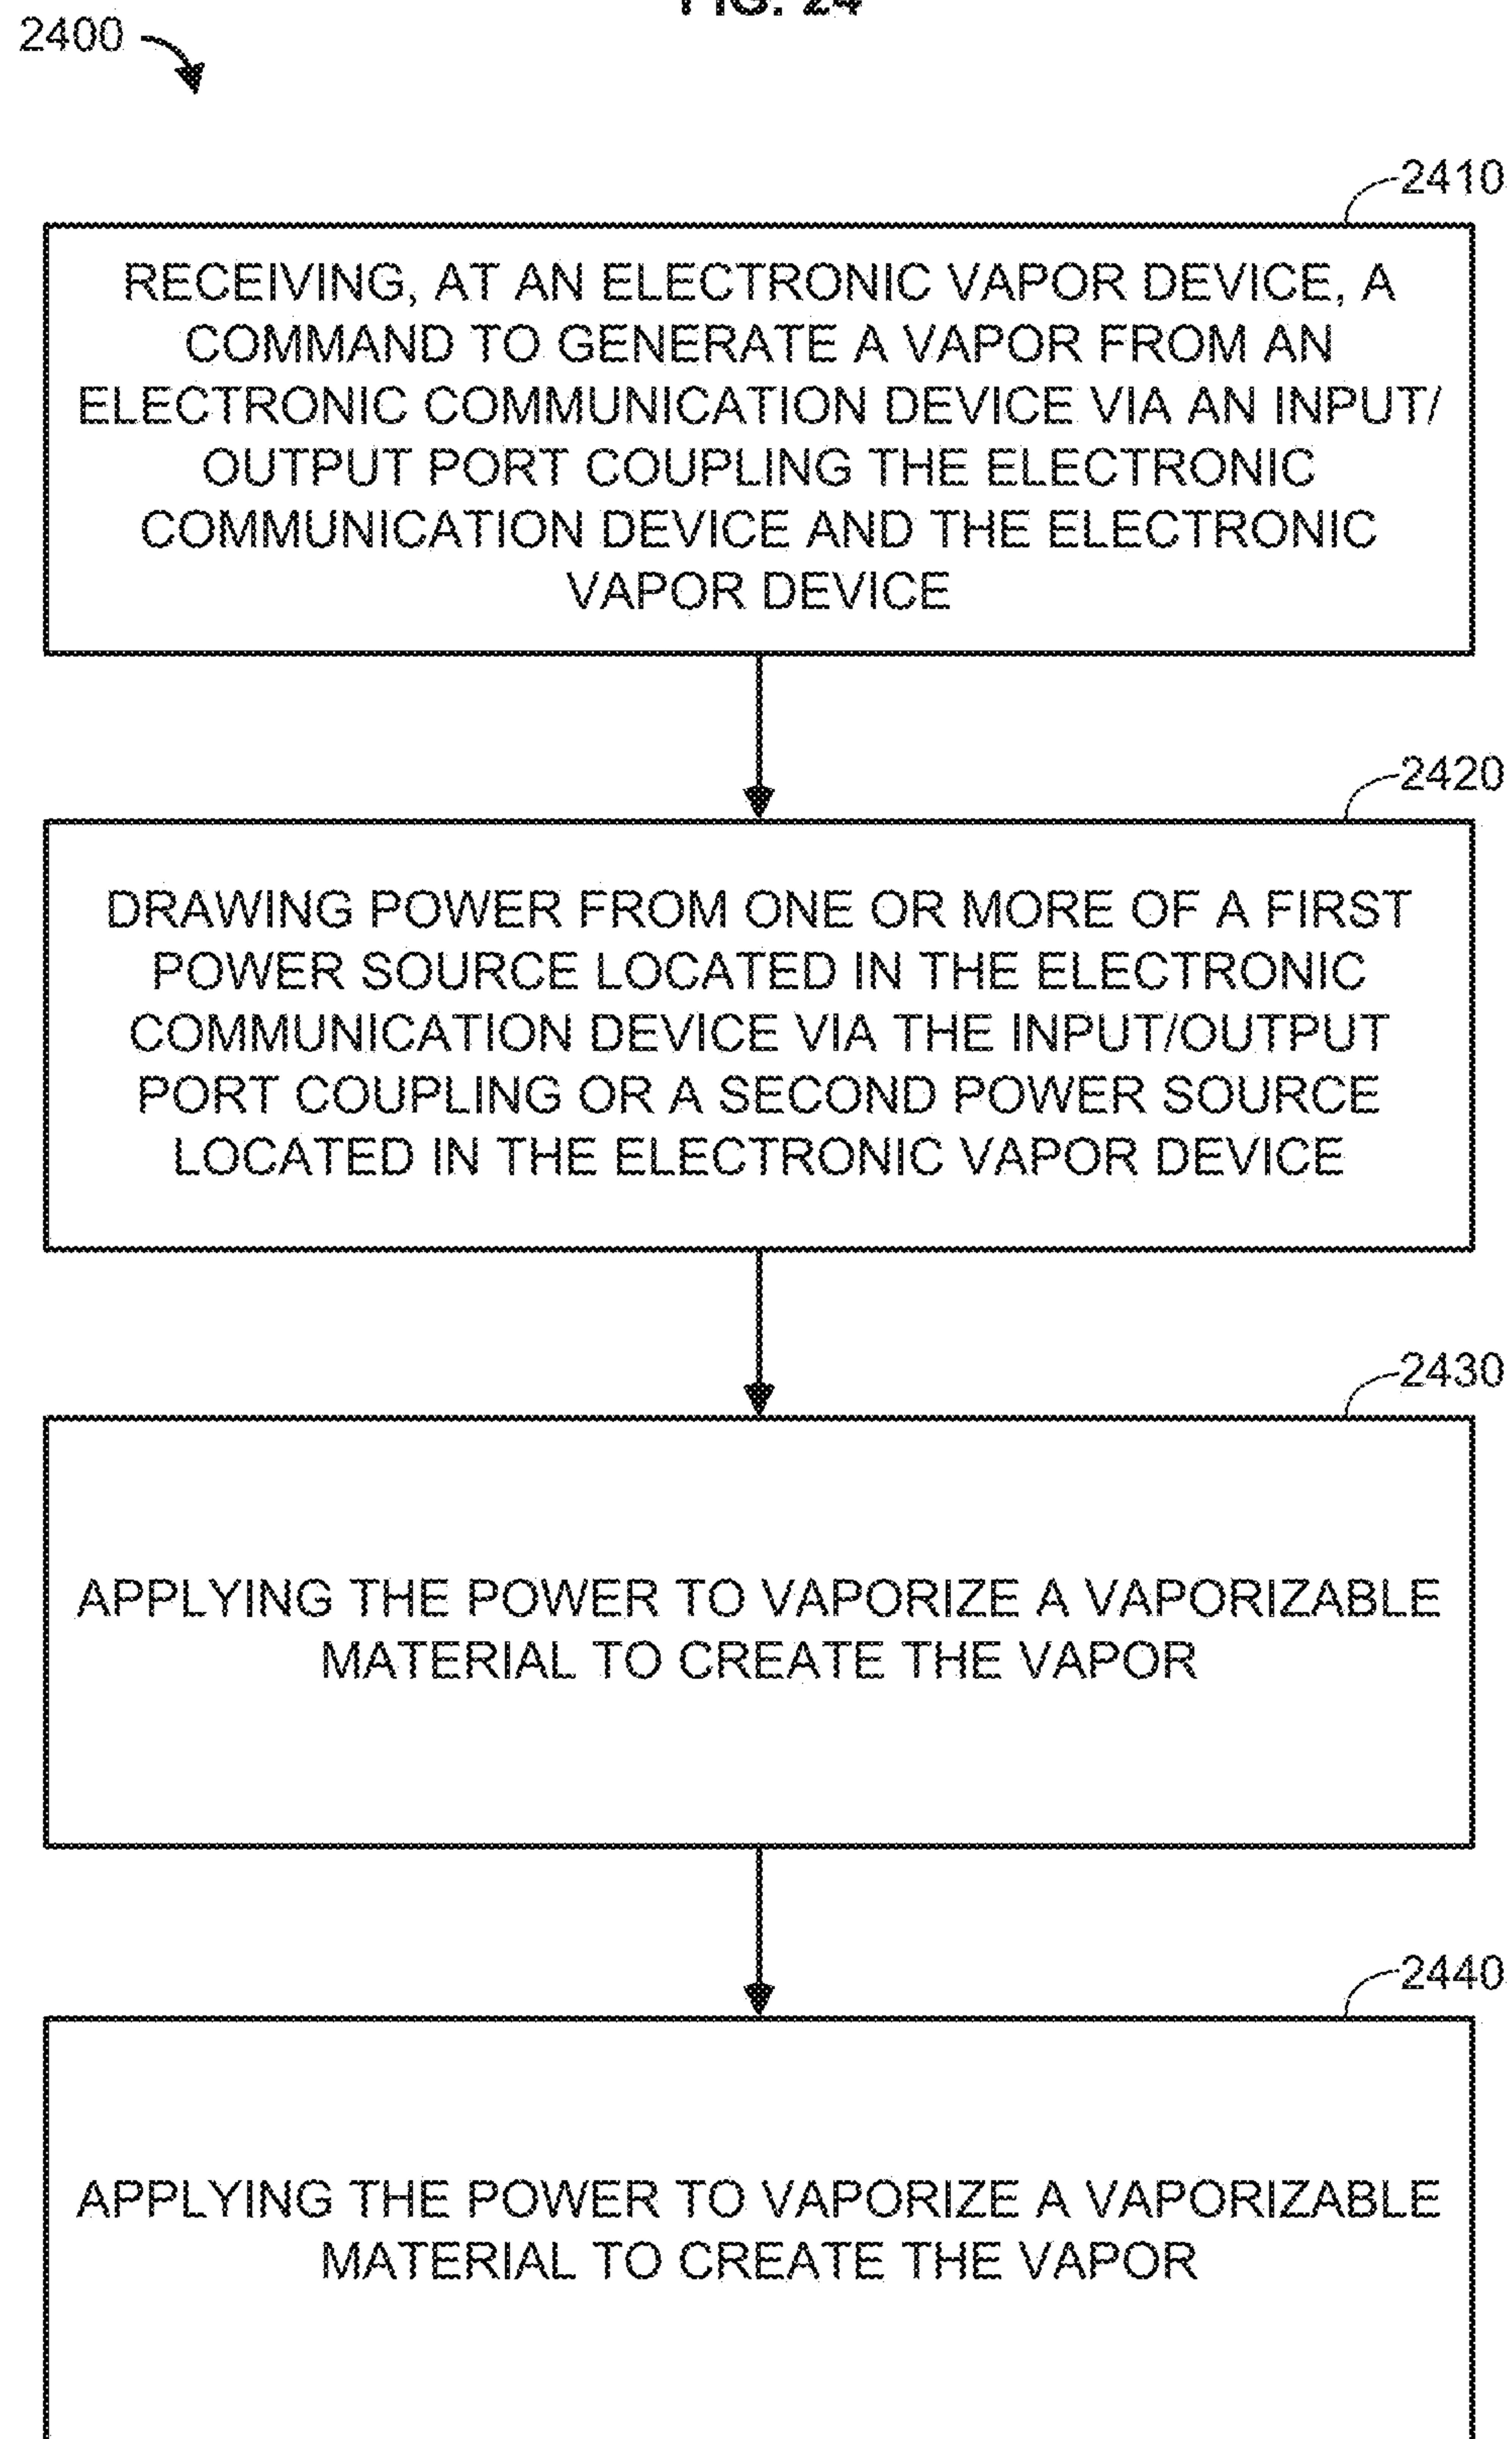 FIG. 24
2400
2410
RECEIVING, AT AN ELECTRONIC VAPOR DEVICE, A
COMMAND TO GENERATE A VAPOR FROM AN
ELECTRONIC COMMUNICATION DEVICE VIA AN INPUT/
OUTPUT PORT COUPLING THE ELECTRONIC
COMMUNICATION DEVICE AND THE ELECTRONIC
VAPOR DEVICE
2420
DRAWING POWER FROM ONE OR MORE OF A FIRST
POWER SOURCE LOCATED IN THE ELECTRONIC
COMMUNICATION DEVICE VIA THE INPUT/OUTPUT
PORT COUPLING OR A SECOND POWER SOURCE
LOCATED IN THE ELECTRONIC VAPOR DEVICE
2430
APPLYING THE POWER TO VAPORIZE A VAPORIZABLE
MATERIAL TO CREATE THE VAPOR
2440
APPLYING THE POWER TO VAPORIZE A VAPORIZABLE
MATERIAL TO CREATE THE VAPOR